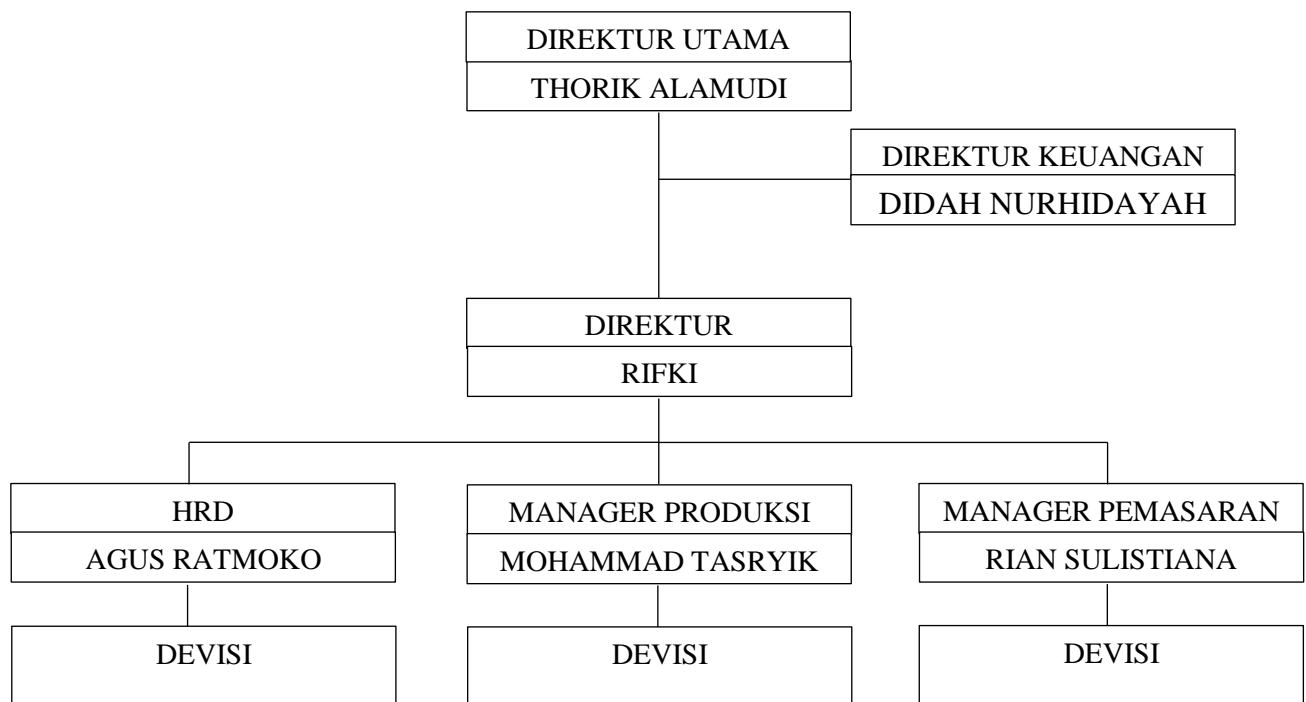 DIREKTUR UTAMA
THORIK ALAMUDI
DIREKTUR KEUANGAN
DIDAH NURHIDAYAH
DIREKTUR
RIFKI
HRD
AGUS RATMOKO
MANAGER PRODUKSI
MOHAMMAD TASRYIK
MANAGER PEMASARAN
RIAN SULISTIANA
DEVISI
DEVISI
DEVISI